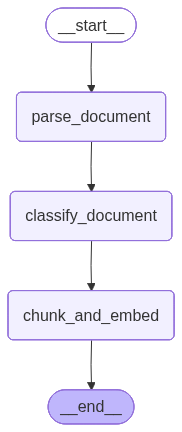 __start__
parse_document
classify_document
chunk_and_embed
__end__